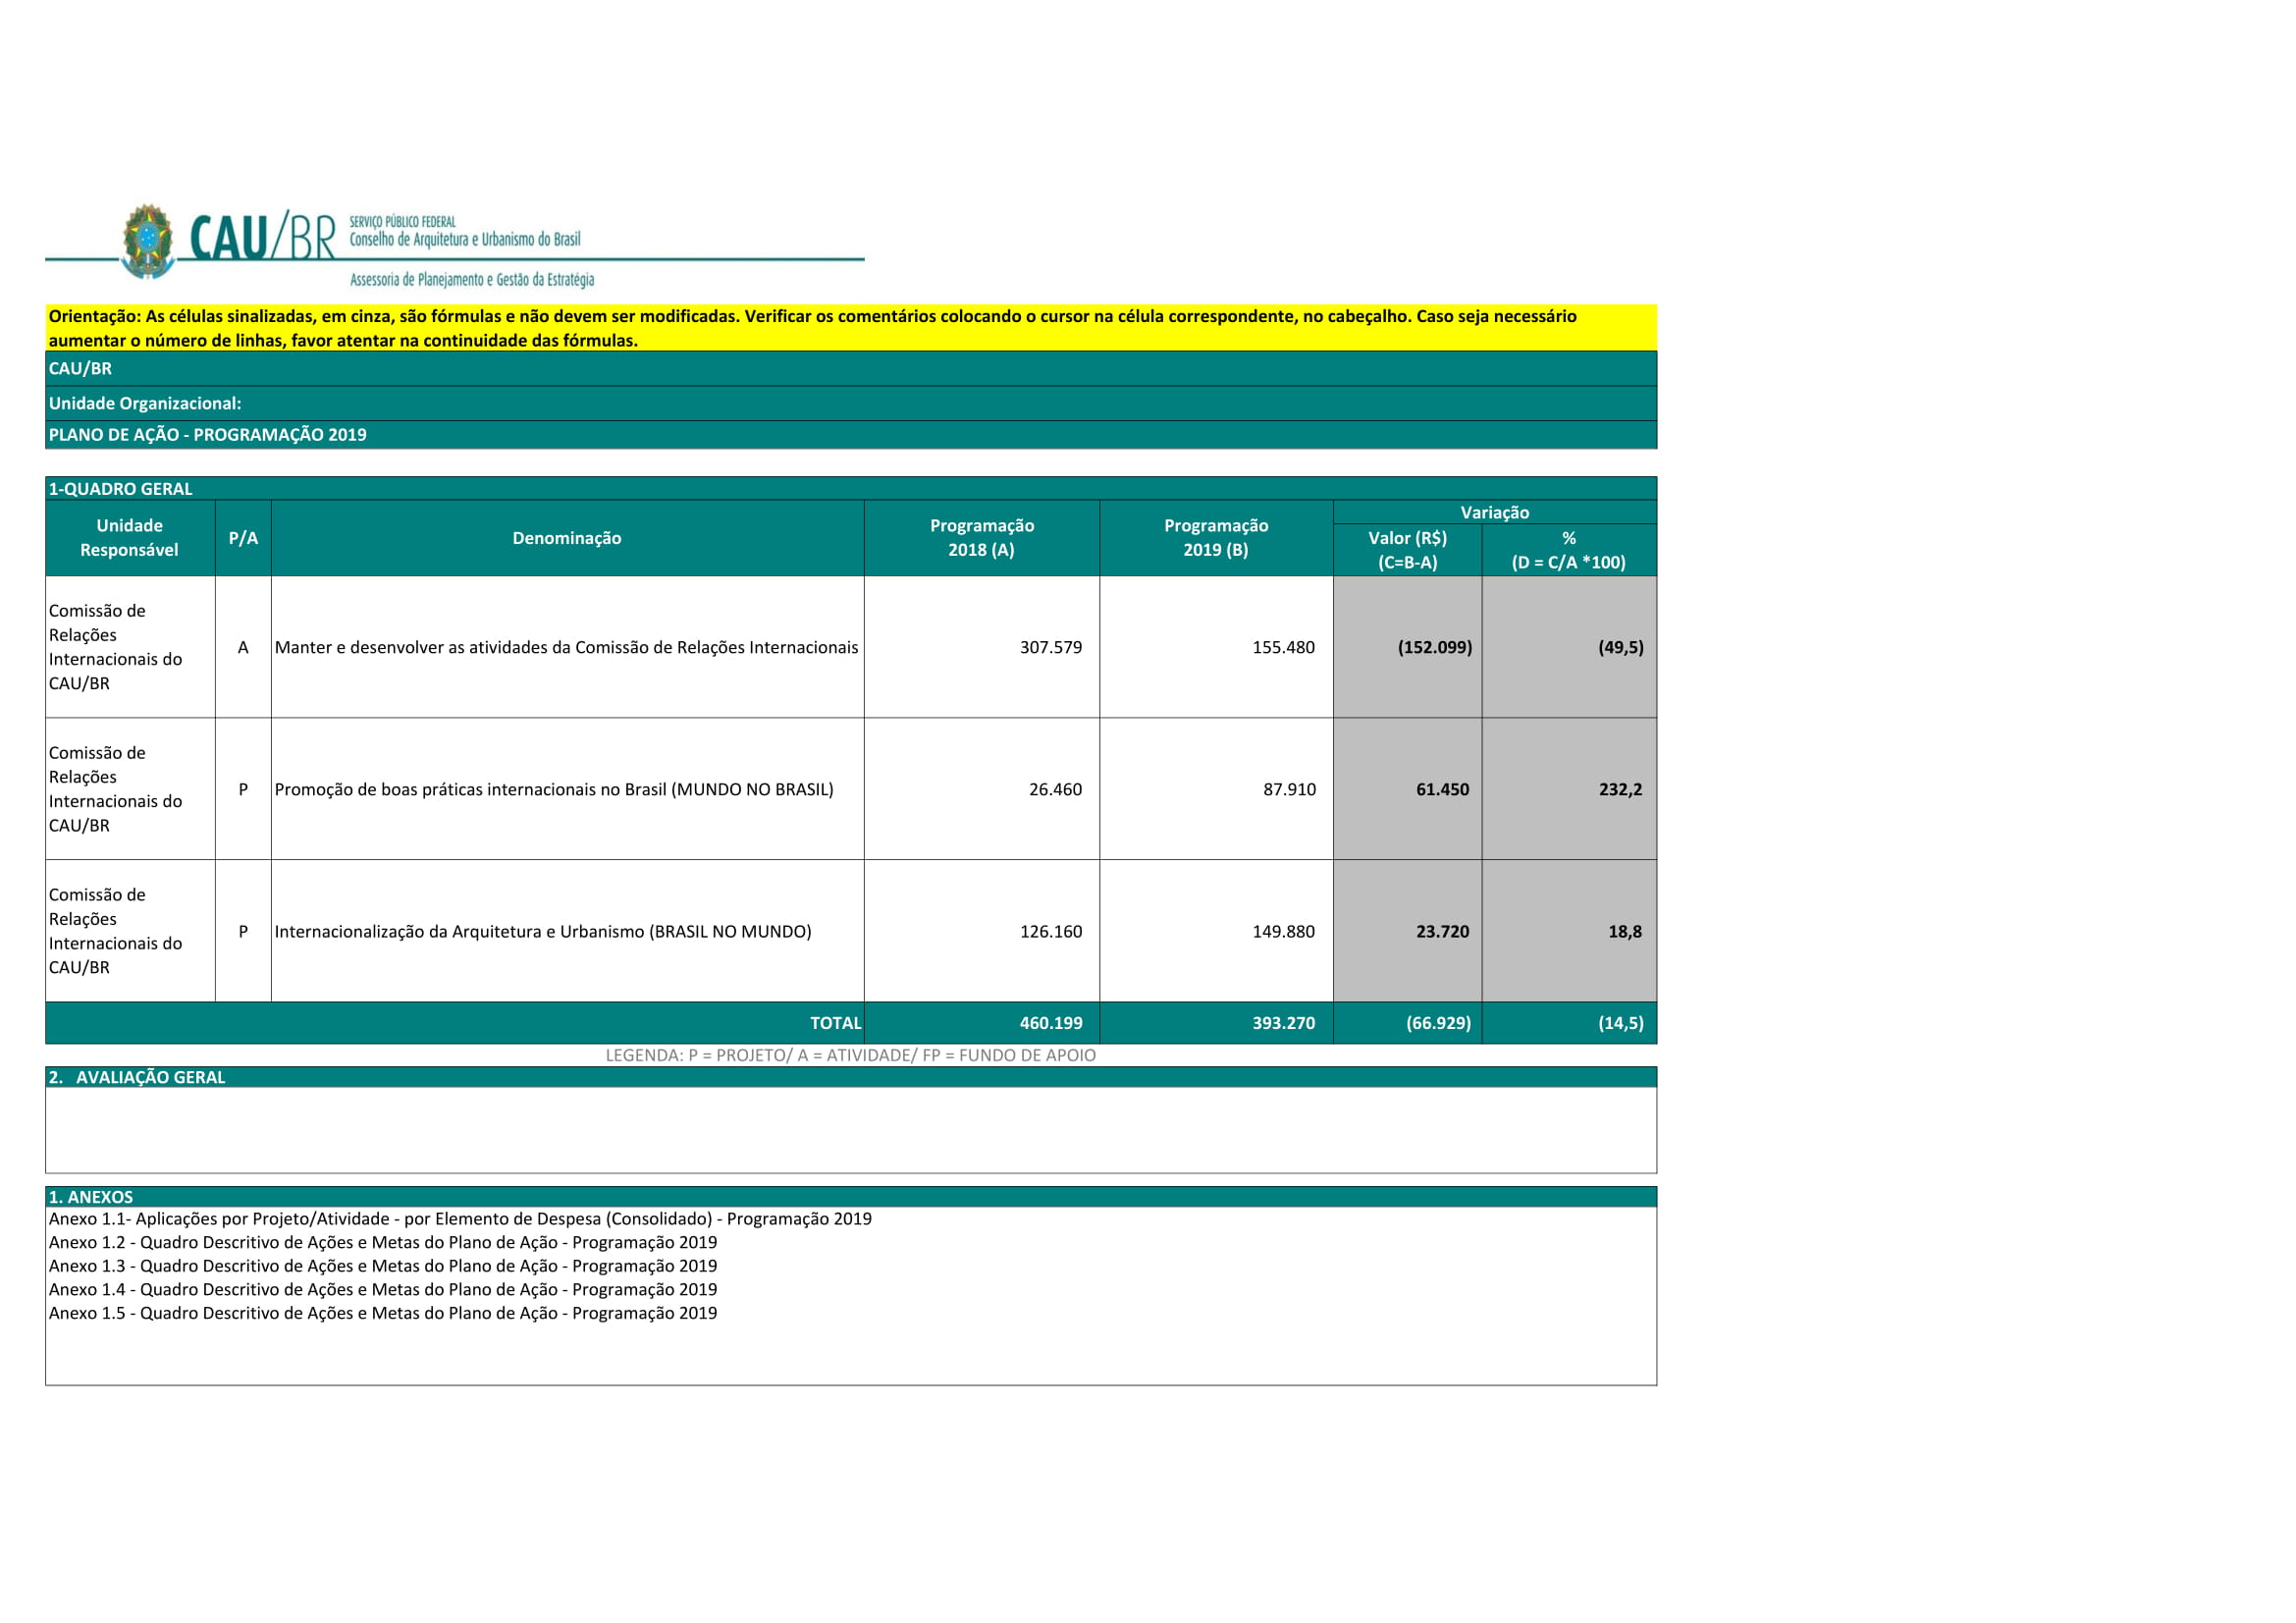 CAU/BR
SERVIÇO PÚBLICO FEDERAL
Conselho de Arquitetura e Urbanismo do Brasil
Assessoria de Planejamento e Gestão da Estratégia
Orientação: As células sinalizadas, em cinza, são fórmulas e não devem ser modificadas. Verificar os comentários colocando o cursor na célula correspondente, no cabeçalho. Caso seja necessário
aumentar o número de linhas, favor atentar na continuidade das fórmulas.
CAU/BR
Unidade Organizacional:
PLANO DE AÇÃO - PROGRAMAÇÃO 2019
1-QUADRO GERAL
Unidade
Responsável
P/A
Denominação
Programação
2018 (A)
Programação
2019 (B)
Variação
Valor (R$)
(C=B-A)
%
(D = C/A *100)
Comissão de
Relações
Internacionais do
CAU/BR
A
Manter e desenvolver as atividades da Comissão de Relações Internacionais
307.579
155.480
(152.099)
(49,5)
Comissão de
Relações
Internacionais do
CAU/BR
P
Promoção de boas práticas internacionais no Brasil (MUNDO NO BRASIL)
26.460
87.910
61.450
232,2
Comissão de
Relações
Internacionais do
CAU/BR
P
Internacionalização da Arquitetura e Urbanismo (BRASIL NO MUNDO)
126.160
149.880
23.720
18,8
TOTAL
460.199
393.270
(66.929)
(14,5)
LEGENDA: P = PROJETO/ A = ATIVIDADE/ FP = FUNDO DE APOIO
2. AVALIAÇÃO GERAL
1. ANEXOS
Anexo 1.1- Aplicações por Projeto/Atividade - por Elemento de Despesa (Consolidado) - Programação 2019
Anexo 1.2 - Quadro Descritivo de Ações e Metas do Plano de Ação - Programação 2019
Anexo 1.3 - Quadro Descritivo de Ações e Metas do Plano de Ação - Programação 2019
Anexo 1.4 - Quadro Descritivo de Ações e Metas do Plano de Ação - Programação 2019
Anexo 1.5 - Quadro Descritivo de Ações e Metas do Plano de Ação - Programação 2019